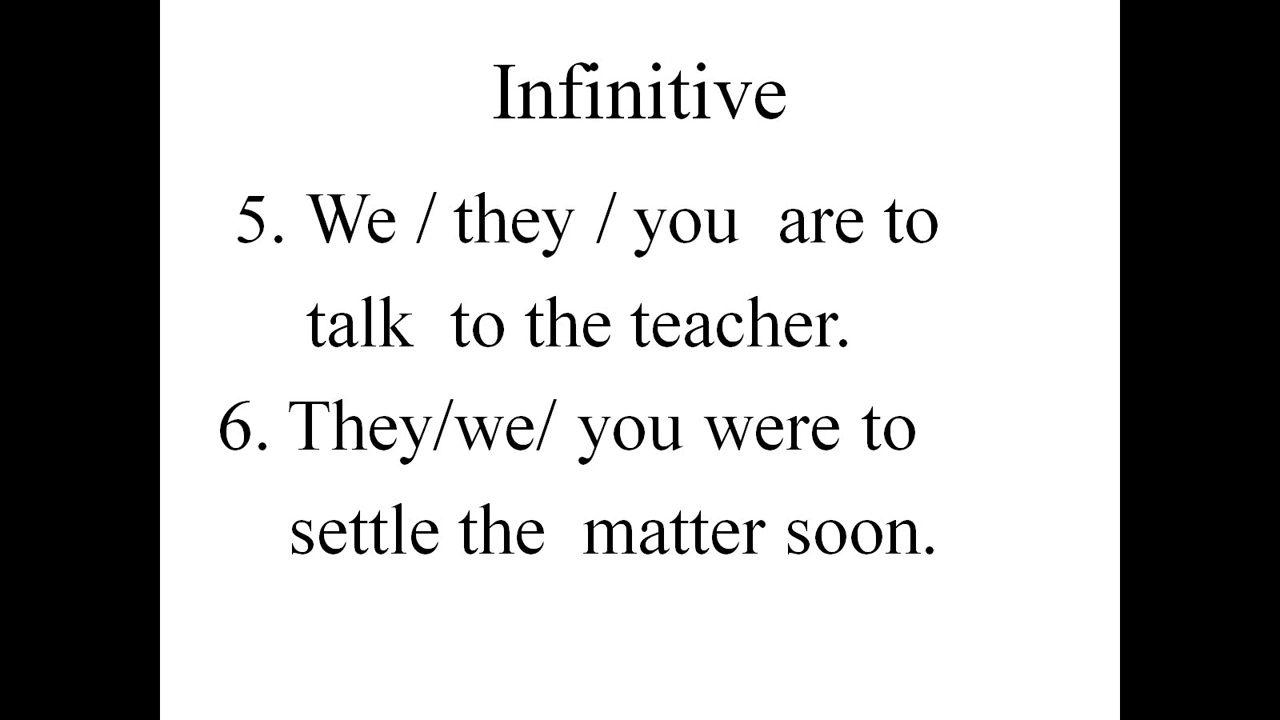 Infinitive
5. We / they / you are to
talk to the teacher.
6. They/we/ you were to
settle the matter soon.